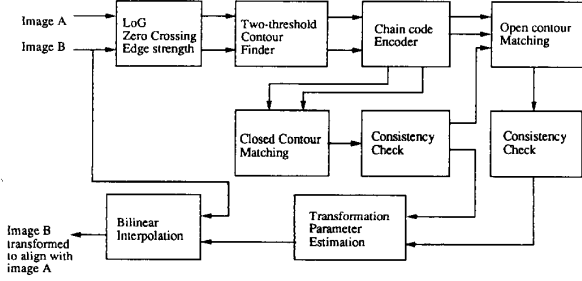 Image A
Image B
LoG
Zero Crossing
Edge strength
Two-threshold
Contour
Finder
Chain code
Encoder
Open contour
Matching
Closed Contour
Matching
Consistency
Check
Consistency
Check
Bilinear
Interpolation
Transformation
Parameter
Estimation
Image B
transformed
to align with
image A